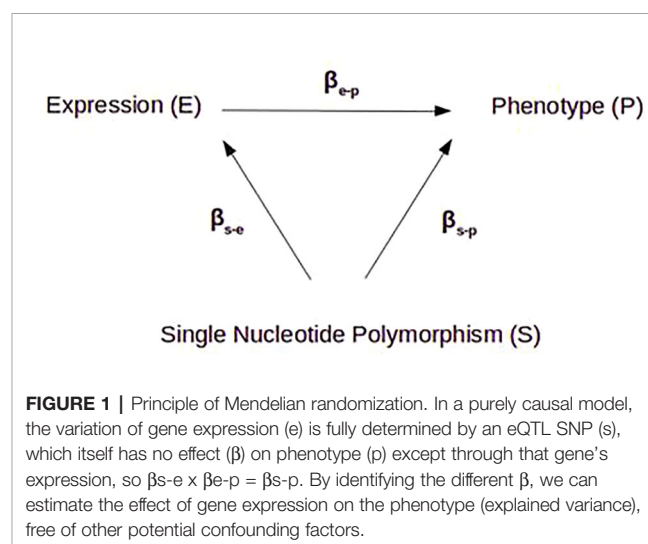 βe-p
Expression (E) Phenotype (P)
βs-e βs-p
Single Nucleotide Polymorphism (S)
FIGURE 1 | Principle of Mendelian randomization. In a purely causal model,
the variation of gene expression (e) is fully determined by an eQTL SNP (s),
which itself has no effect (β) on phenotype (p) except through that gene's
expression, so βs-e x βe-p = βs-p. By identifying the different β, we can
estimate the effect of gene expression on the phenotype (explained variance),
free of other potential confounding factors.